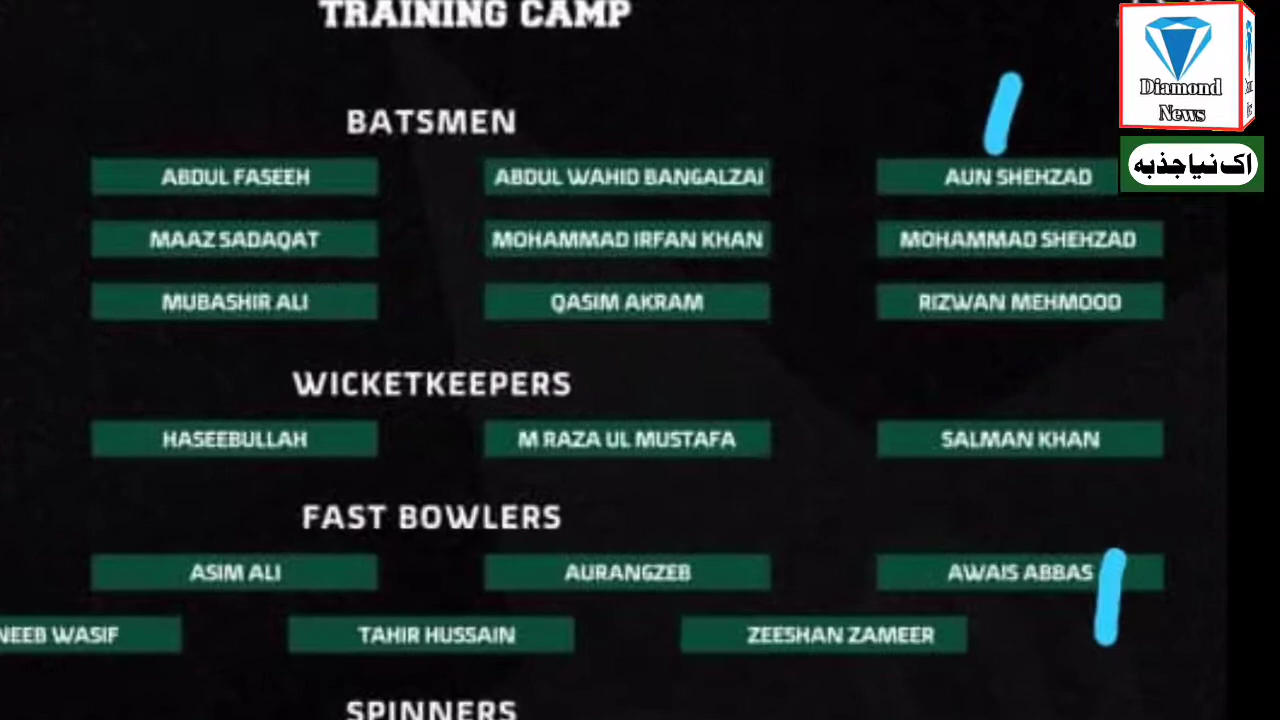 TRAINING CAMP
BATSMEN
ABDUL FASEEH ABDUL WAHID BANGALZAI AUN SHEHZAD
MAAZ SADAQAT MOHAMMAD IRFAN KHAN MOHAMMAD SHEHZAD
MUBASHIR ALI QASIM AKRAM RIZWAN MEHMOOD
WICKETKEEPERS
HASEEBULLAH M RAZA UL MUSTAFA SALMAN KHAN
FAST BOWLERS
ASIM ALI AURANGZEB AWAIS ABBAS
NEEB WASIF TAHIR HUSSAIN ZEESHAN ZAMEER
SPINNERS
Diamond
News
اک نیا جذبہ